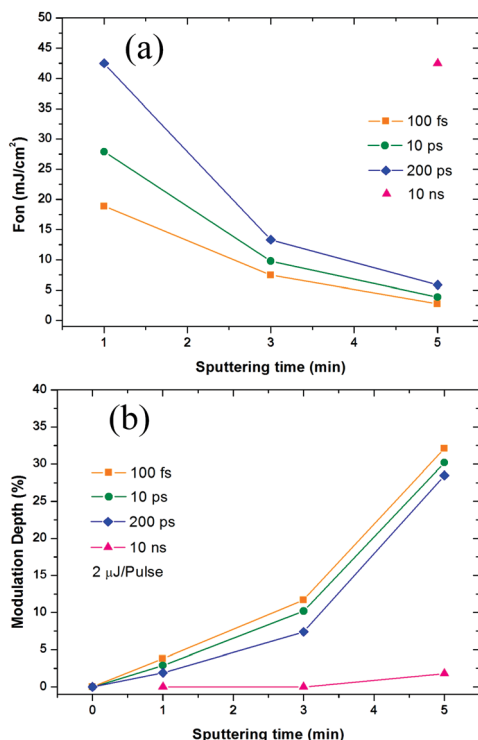 (a)
Fon (mJ/cm²)
50
45
40
35
30
25
20
15
10
5
0
100 fs
10 ps
200 ps
10 ns
1
2
3
4
5
Sputtering time (min)
(b)
Modulation Depth (%)
40
35
30
25
20
15
10
5
0
100 fs
10 ps
200 ps
10 ns
2 μJ/Pulse
0
1
2
3
4
5
Sputtering time (min)